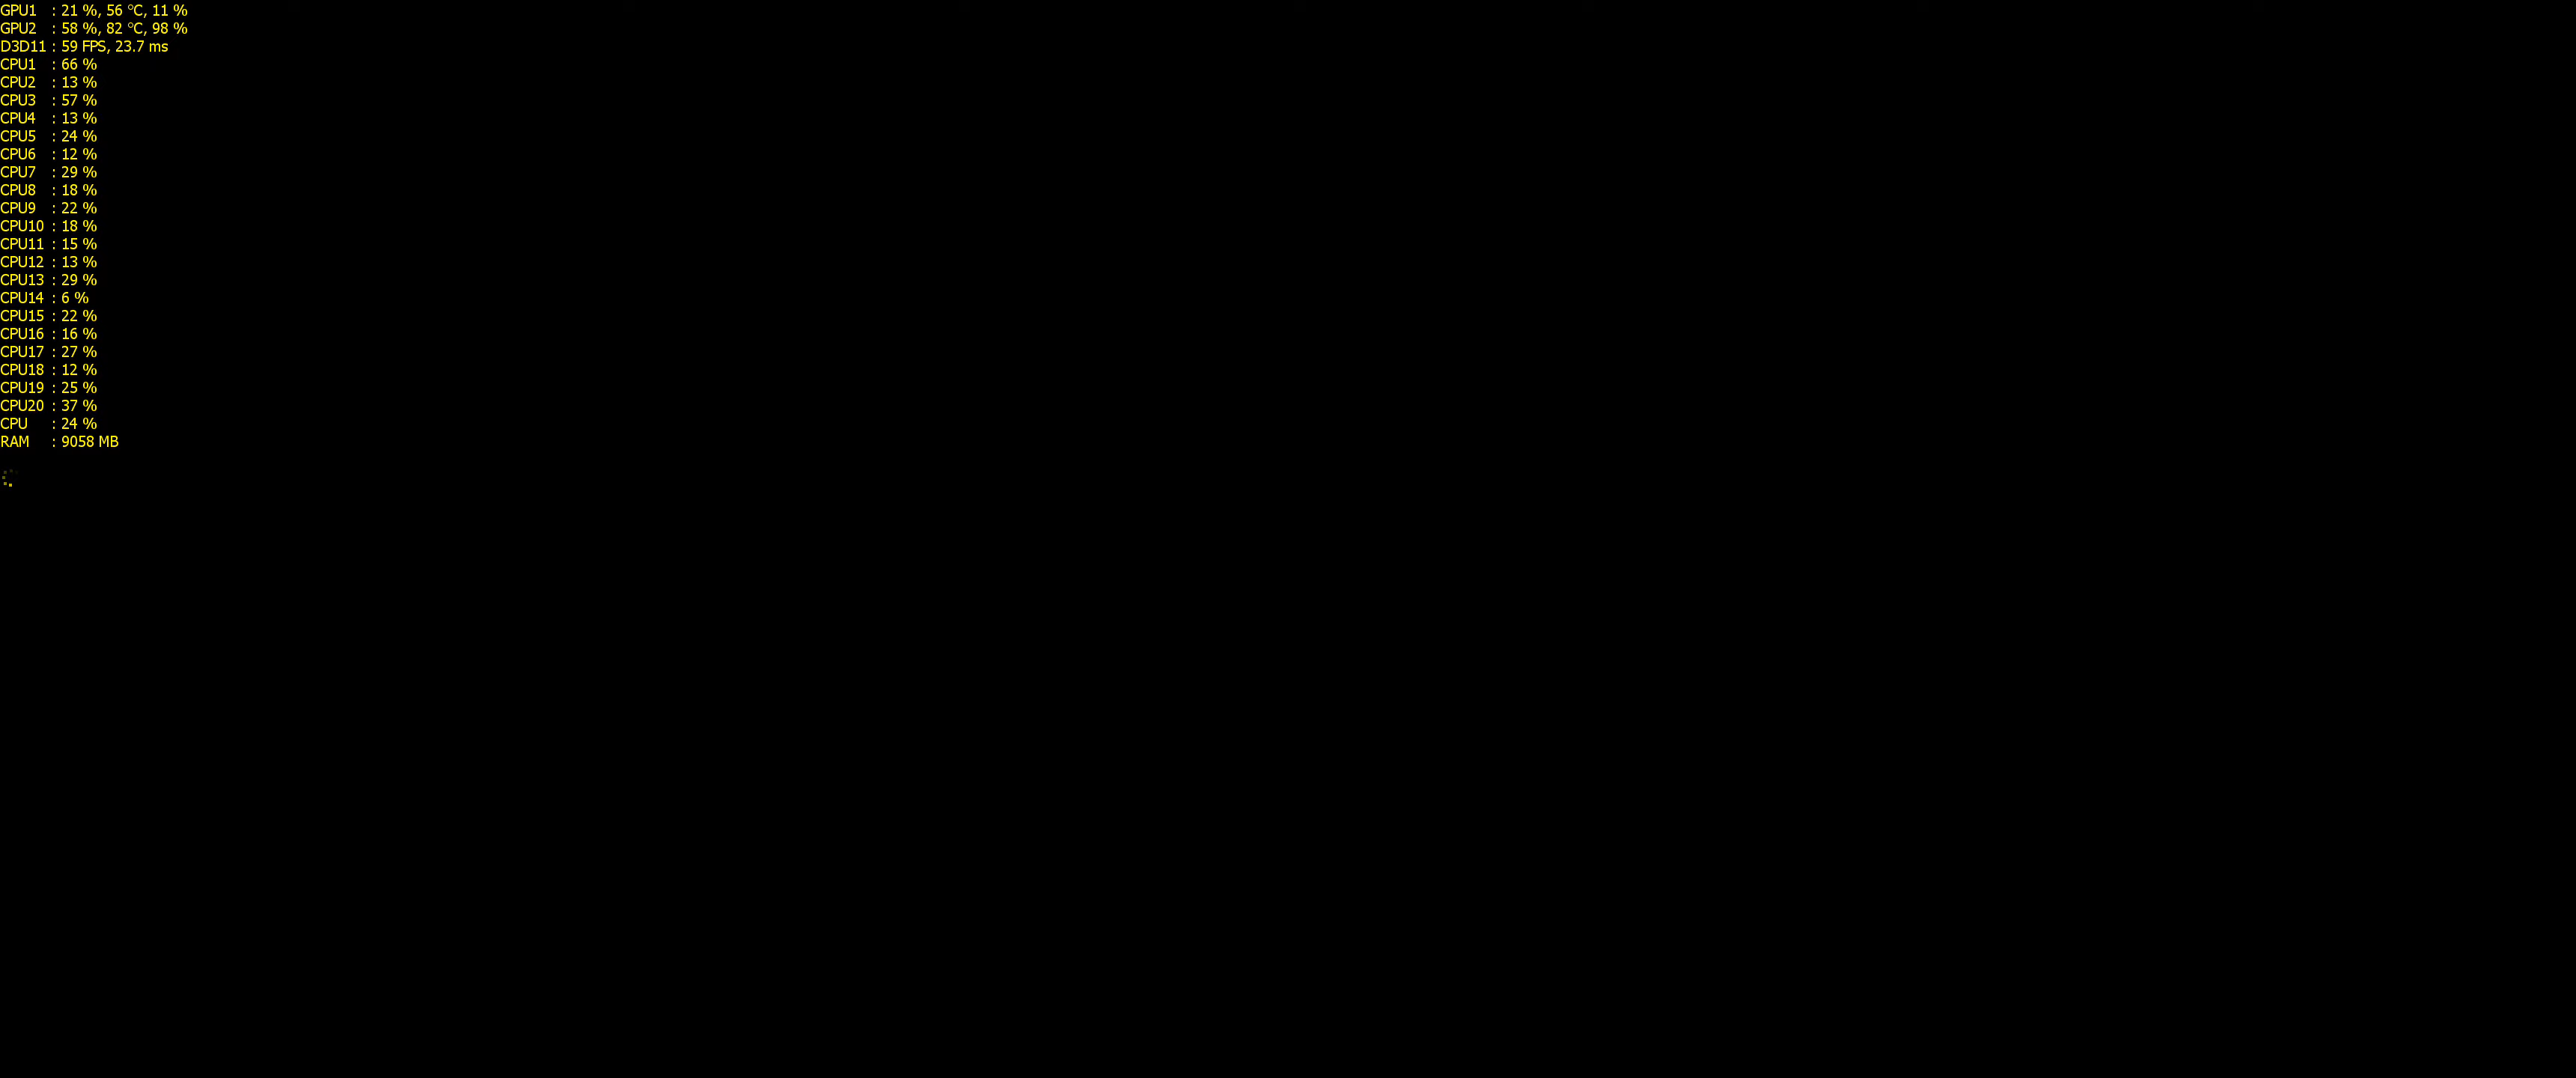 GPU1 : 21 %, 56 °C, 11 %
GPU2 : 58 %, 82 °C, 98 %
D3D11 : 59 FPS, 23.7 ms
CPU1 : 66 %
CPU2 : 13 %
CPU3 : 57 %
CPU4 : 13 %
CPU5 : 24 %
CPU6 : 12 %
CPU7 : 29 %
CPU8 : 18 %
CPU9 : 22 %
CPU10 : 18 %
CPU11 : 15 %
CPU12 : 13 %
CPU13 : 29 %
CPU14 : 6 %
CPU15 : 22 %
CPU16 : 16 %
CPU17 : 27 %
CPU18 : 12 %
CPU19 : 25 %
CPU20 : 37 %
CPU : 24 %
RAM : 9058 MB